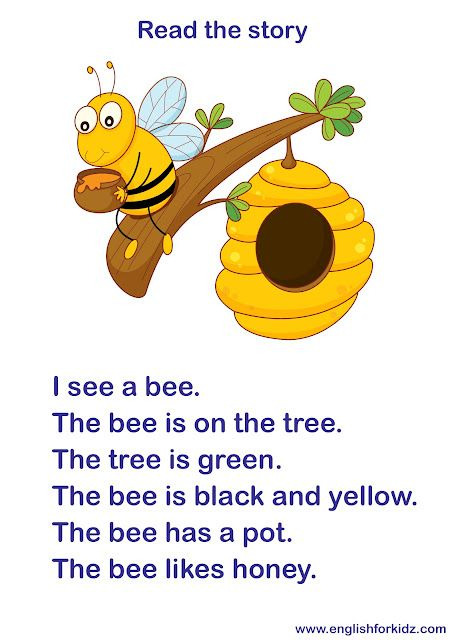 Read the story
I see a bee.
The bee is on the tree.
The tree is green.
The bee is black and yellow.
The bee has a pot.
The bee likes honey.
www.englishforkidz.com